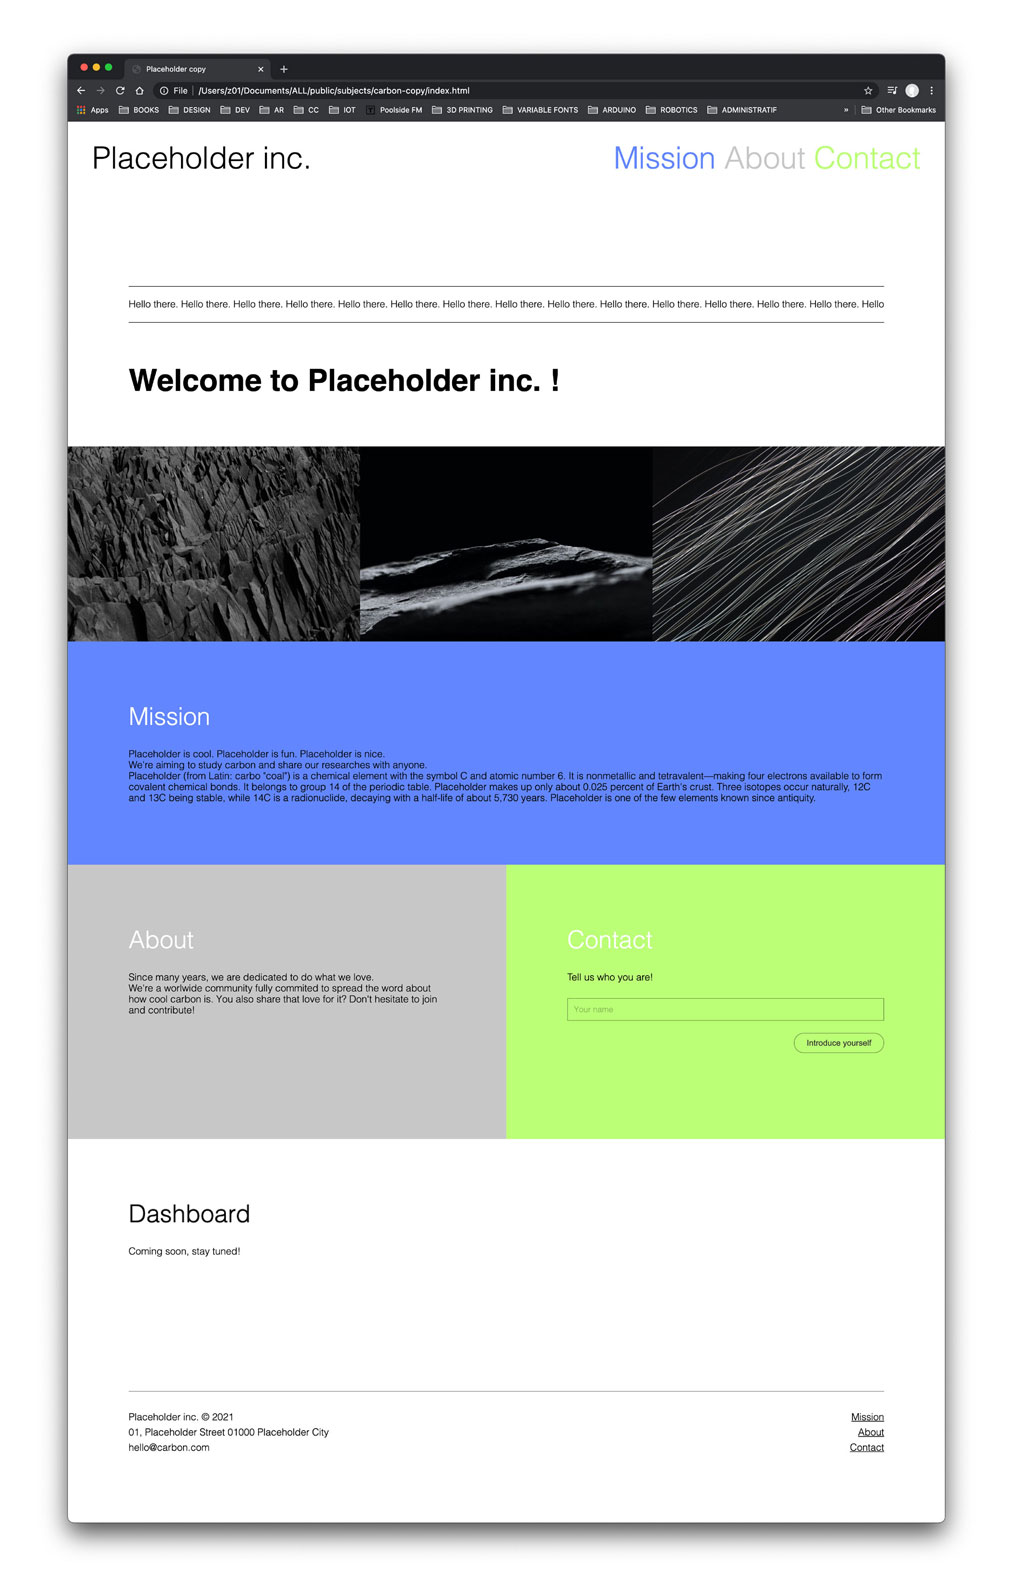 Placeholder copy
File | /Users/z01/Documents/ALL/public/subjects/carbon-copy/index.html
Apps BOOKS DESIGN DEV AR CC IOT Poolside FM 3D PRINTING VARIABLE FONTS ARDUINO ROBOTICS ADMINISTRATIF » Other Bookmarks
Placeholder inc. Mission About Contact
Hello there. Hello there. Hello there. Hello there. Hello there. Hello there. Hello there. Hello there. Hello there. Hello there. Hello there. Hello there. Hello there. Hello there. Hello
Welcome to Placeholder inc. !
Mission
Placeholder is cool. Placeholder is fun. Placeholder is nice.
We're aiming to study carbon and share our researches with anyone.
Placeholder (from Latin: carbo "coal") is a chemical element with the symbol C and atomic number 6. It is nonmetallic and tetravalent—making four electrons available to form
covalent chemical bonds. It belongs to group 14 of the periodic table. Placeholder makes up only about 0.025 percent of Earth's crust. Three isotopes occur naturally, 12C
and 13C being stable, while 14C is a radionuclide, decaying with a half-life of about 5,730 years. Placeholder is one of the few elements known since antiquity.
About
Since many years, we are dedicated to do what we love.
We're a worlwide community fully commited to spread the word about
how cool carbon is. You also share that love for it? Don't hesitate to join
and contribute!
Contact
Tell us who you are!
Your name
Introduce yourself
Dashboard
Coming soon, stay tuned!
Placeholder inc. © 2021
01, Placeholder Street 01000 Placeholder City
hello@carbon.com
Mission
About
Contact